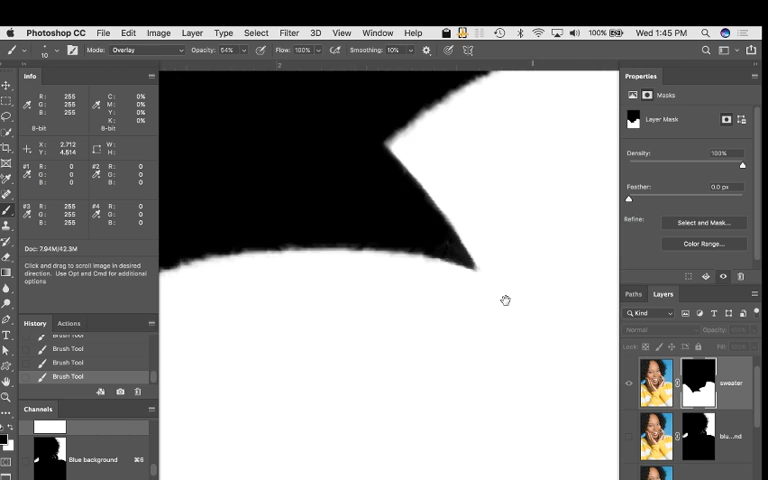 Photoshop CC File Edit Image Layer Type Select Filter 3D View Window Help 100% Wed 1:45 PM
10 Mode: Overlay Opacity: 54% Flow: 100% Smoothing: 10%
Info
R: 255 C: 0%
G: 255 M: 0%
B: 255 Y: 0%
K: 0%
8-bit 8-bit
X: 2.712 W:
Y: 4.514 H:
#1 R: 0 #2 R: 0
G: 0 G: 0
B: 0 B: 0
#3 R: 255 #4 R:
G: 255 G:
B: 255 B:
Doc: 7.94M/42.3M
Click and drag to scroll image in desired
direction. Use Opt and Cmd for additional
options
History Actions
Brush Tool
Brush Tool
Brush Tool
Brush Tool
Channels
Blue background ⌘6
2
Properties
Masks
Layer Mask
Density: 100%
Feather: 0.0 px
Refine: Select and Mask...
Color Range...
Paths Layers
Kind
Normal Opacity:
Lock: Fill:
sweater
blu...nd